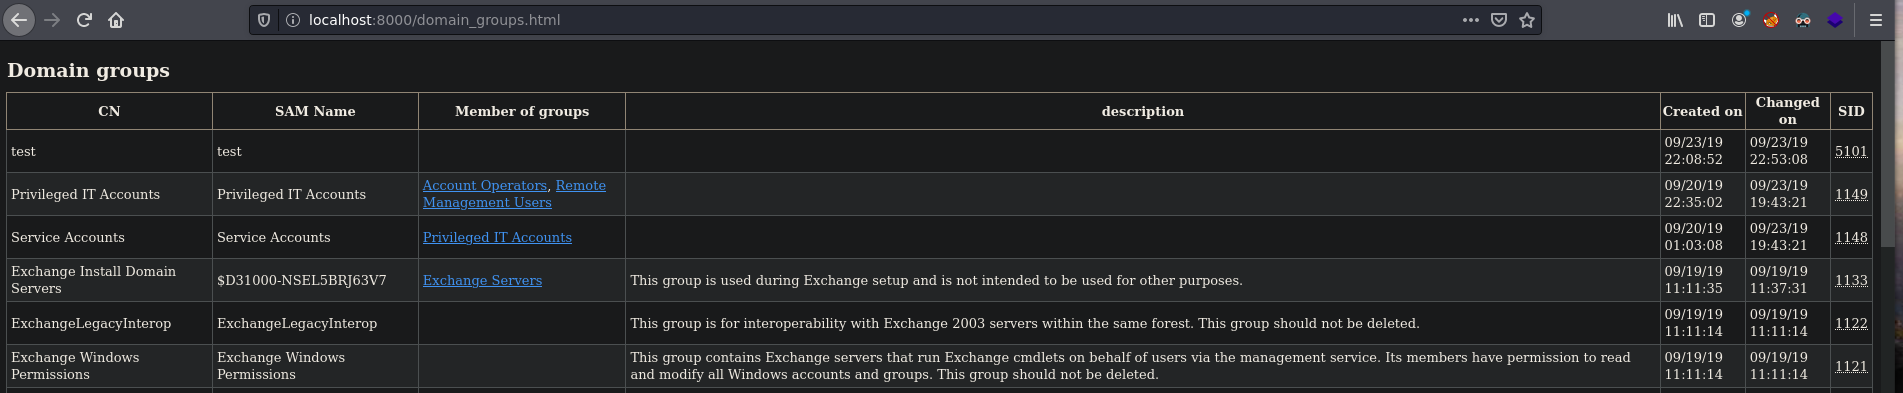 localhost:8000/domain_groups.html
Domain groups
CN SAM Name Member of groups description Created on Changed on SID
test test 09/23/19 22:08:52 09/23/19 22:53:08 5101
Privileged IT Accounts Privileged IT Accounts Account Operators, Remote Management Users 09/20/19 22:35:02 09/23/19 19:43:21 1149
Service Accounts Service Accounts Privileged IT Accounts 09/20/19 01:03:08 09/23/19 19:43:21 1148
Exchange Install Domain Servers $D31000-NSEL5BRJ63V7 Exchange Servers This group is used during Exchange setup and is not intended to be used for other purposes. 09/19/19 11:11:35 09/19/19 11:37:31 1133
ExchangeLegacyInterop ExchangeLegacyInterop This group is for interoperability with Exchange 2003 servers within the same forest. This group should not be deleted. 09/19/19 11:11:14 09/19/19 11:11:14 1122
Exchange Windows Permissions Exchange Windows Permissions This group contains Exchange servers that run Exchange cmdlets on behalf of users via the management service. Its members have permission to read and modify all Windows accounts and groups. This group should not be deleted. 09/19/19 11:11:14 09/19/19 11:11:14 1121